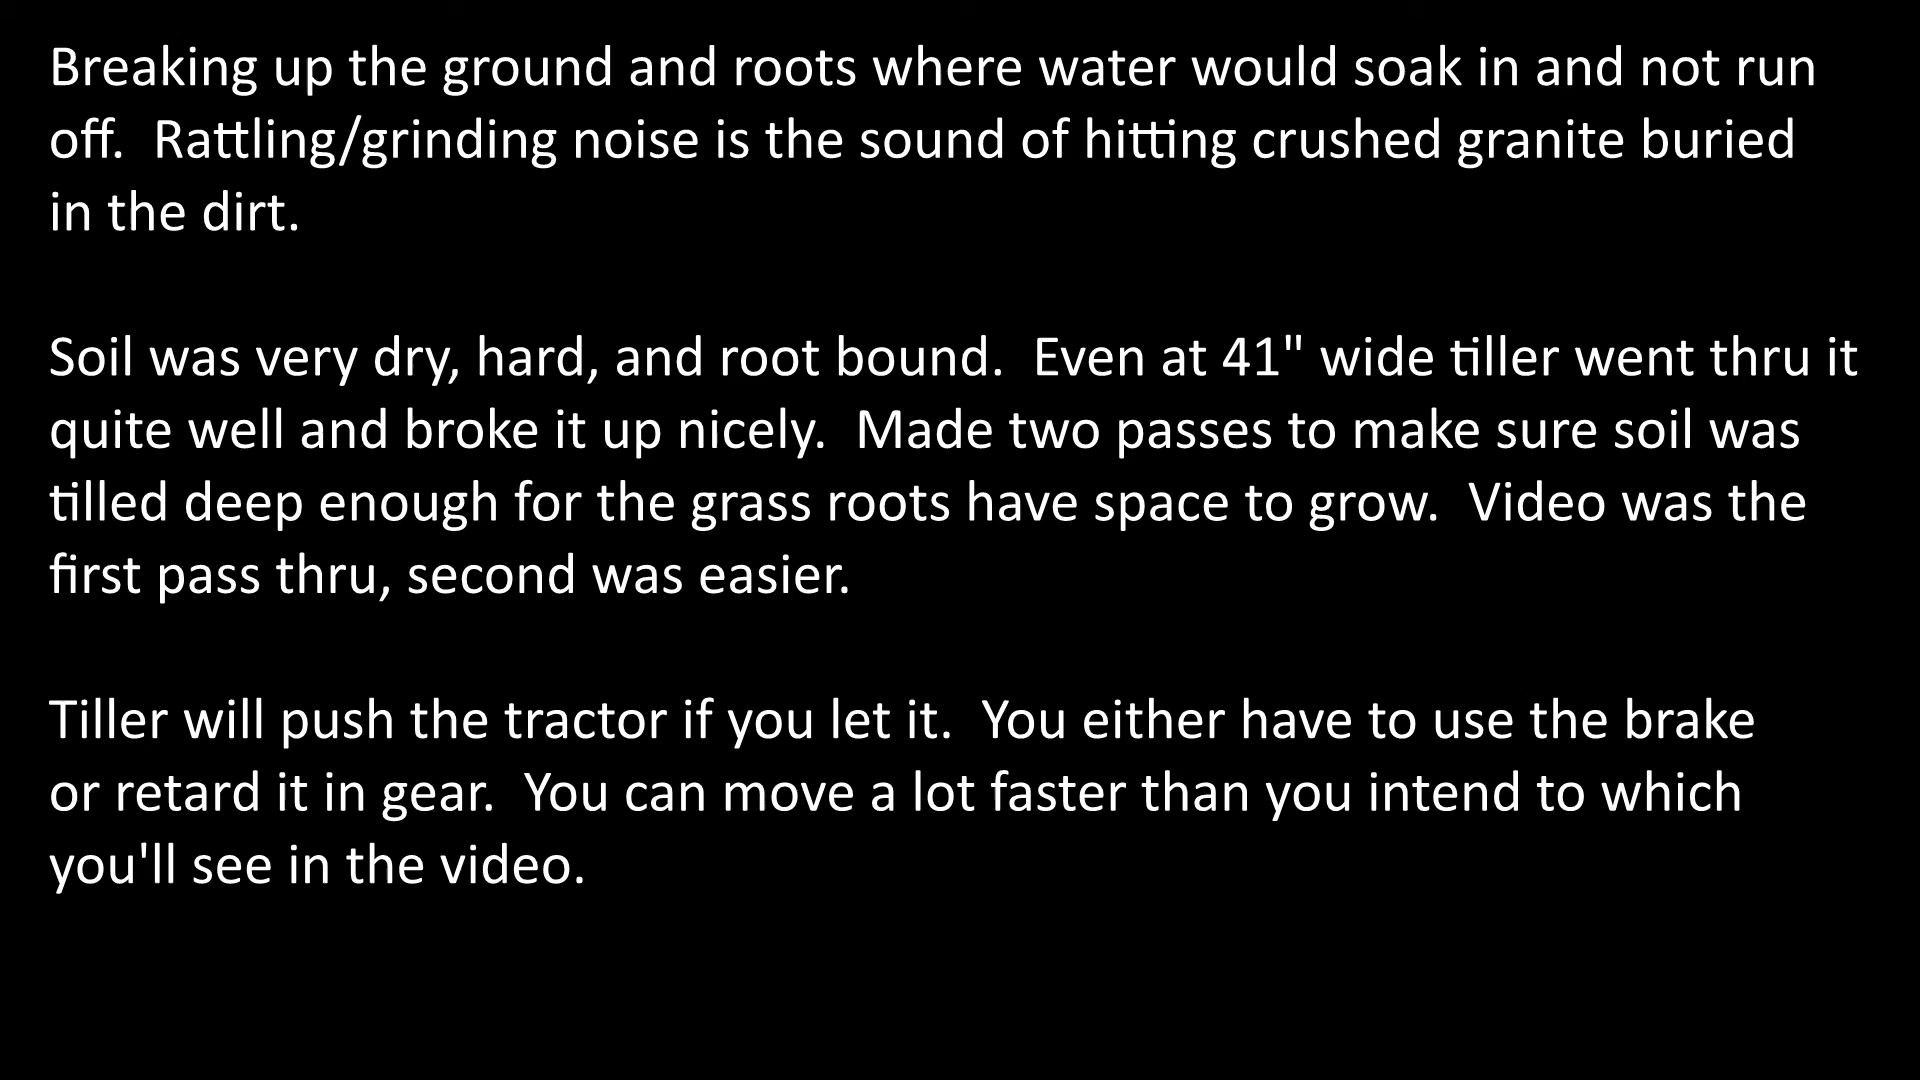 Breaking up the ground and roots where water would soak in and not run
off.  Rattling/grinding noise is the sound of hitting crushed granite buried
in the dirt.
Soil was very dry, hard, and root bound.  Even at 41" wide tiller went thru it
quite well and broke it up nicely.  Made two passes to make sure soil was
tilled deep enough for the grass roots have space to grow.  Video was the
first pass thru, second was easier.
Tiller will push the tractor if you let it.  You either have to use the brake
or retard it in gear.  You can move a lot faster than you intend to which
you'll see in the video.